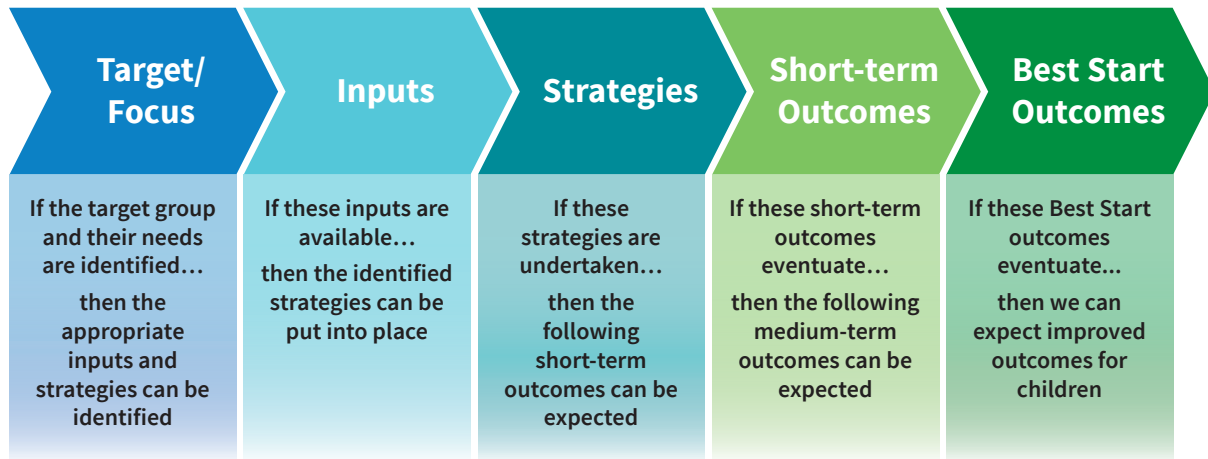 Target/
Focus
Inputs
Strategies
Short-term
Outcomes
Best Start
Outcomes
If the target group
and their needs
are identified…
then the
appropriate
inputs and
strategies can be
identified
If these inputs are
available…
then the identified
strategies can be
put into place
If these
strategies are
undertaken…
then the
following
short-term
outcomes can be
expected
If these short-term
outcomes
eventuate…
then the following
medium-term
outcomes can be
expected
If these Best Start
outcomes
eventuate...
then we can
expect improved
outcomes for
children